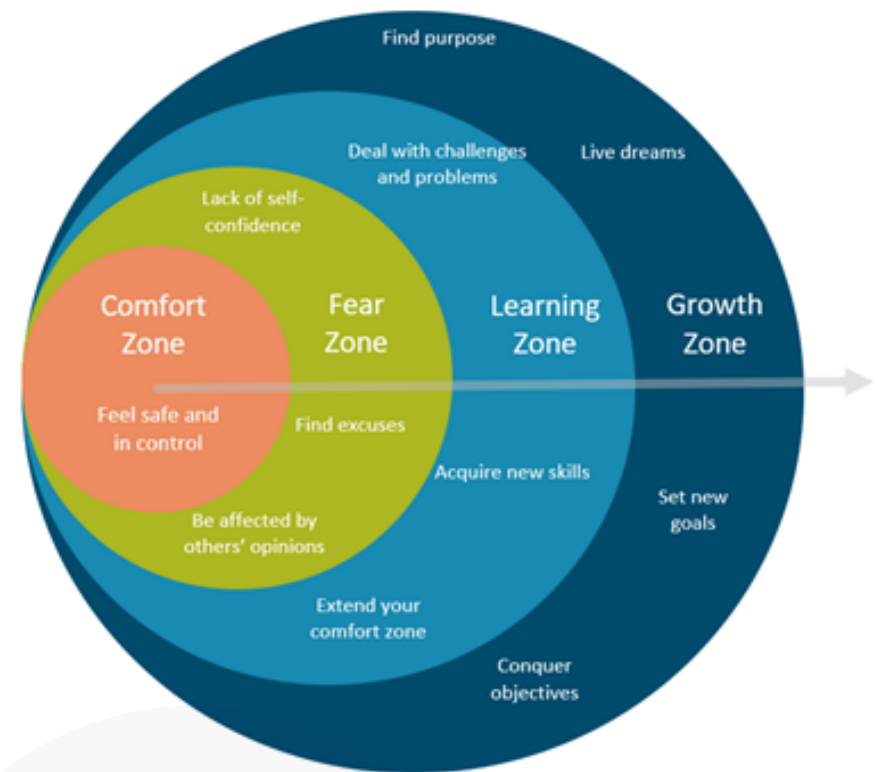 Find purpose
Deal with challenges
and problems
Live dreams
Lack of self-
confidence
Comfort
Zone
Fear
Zone
Learning
Zone
Growth
Zone
Feel safe and
in control
Find excuses
Acquire new skills
Set new
goals
Be affected by
others' opinions
Extend your
comfort zone
Conquer
objectives